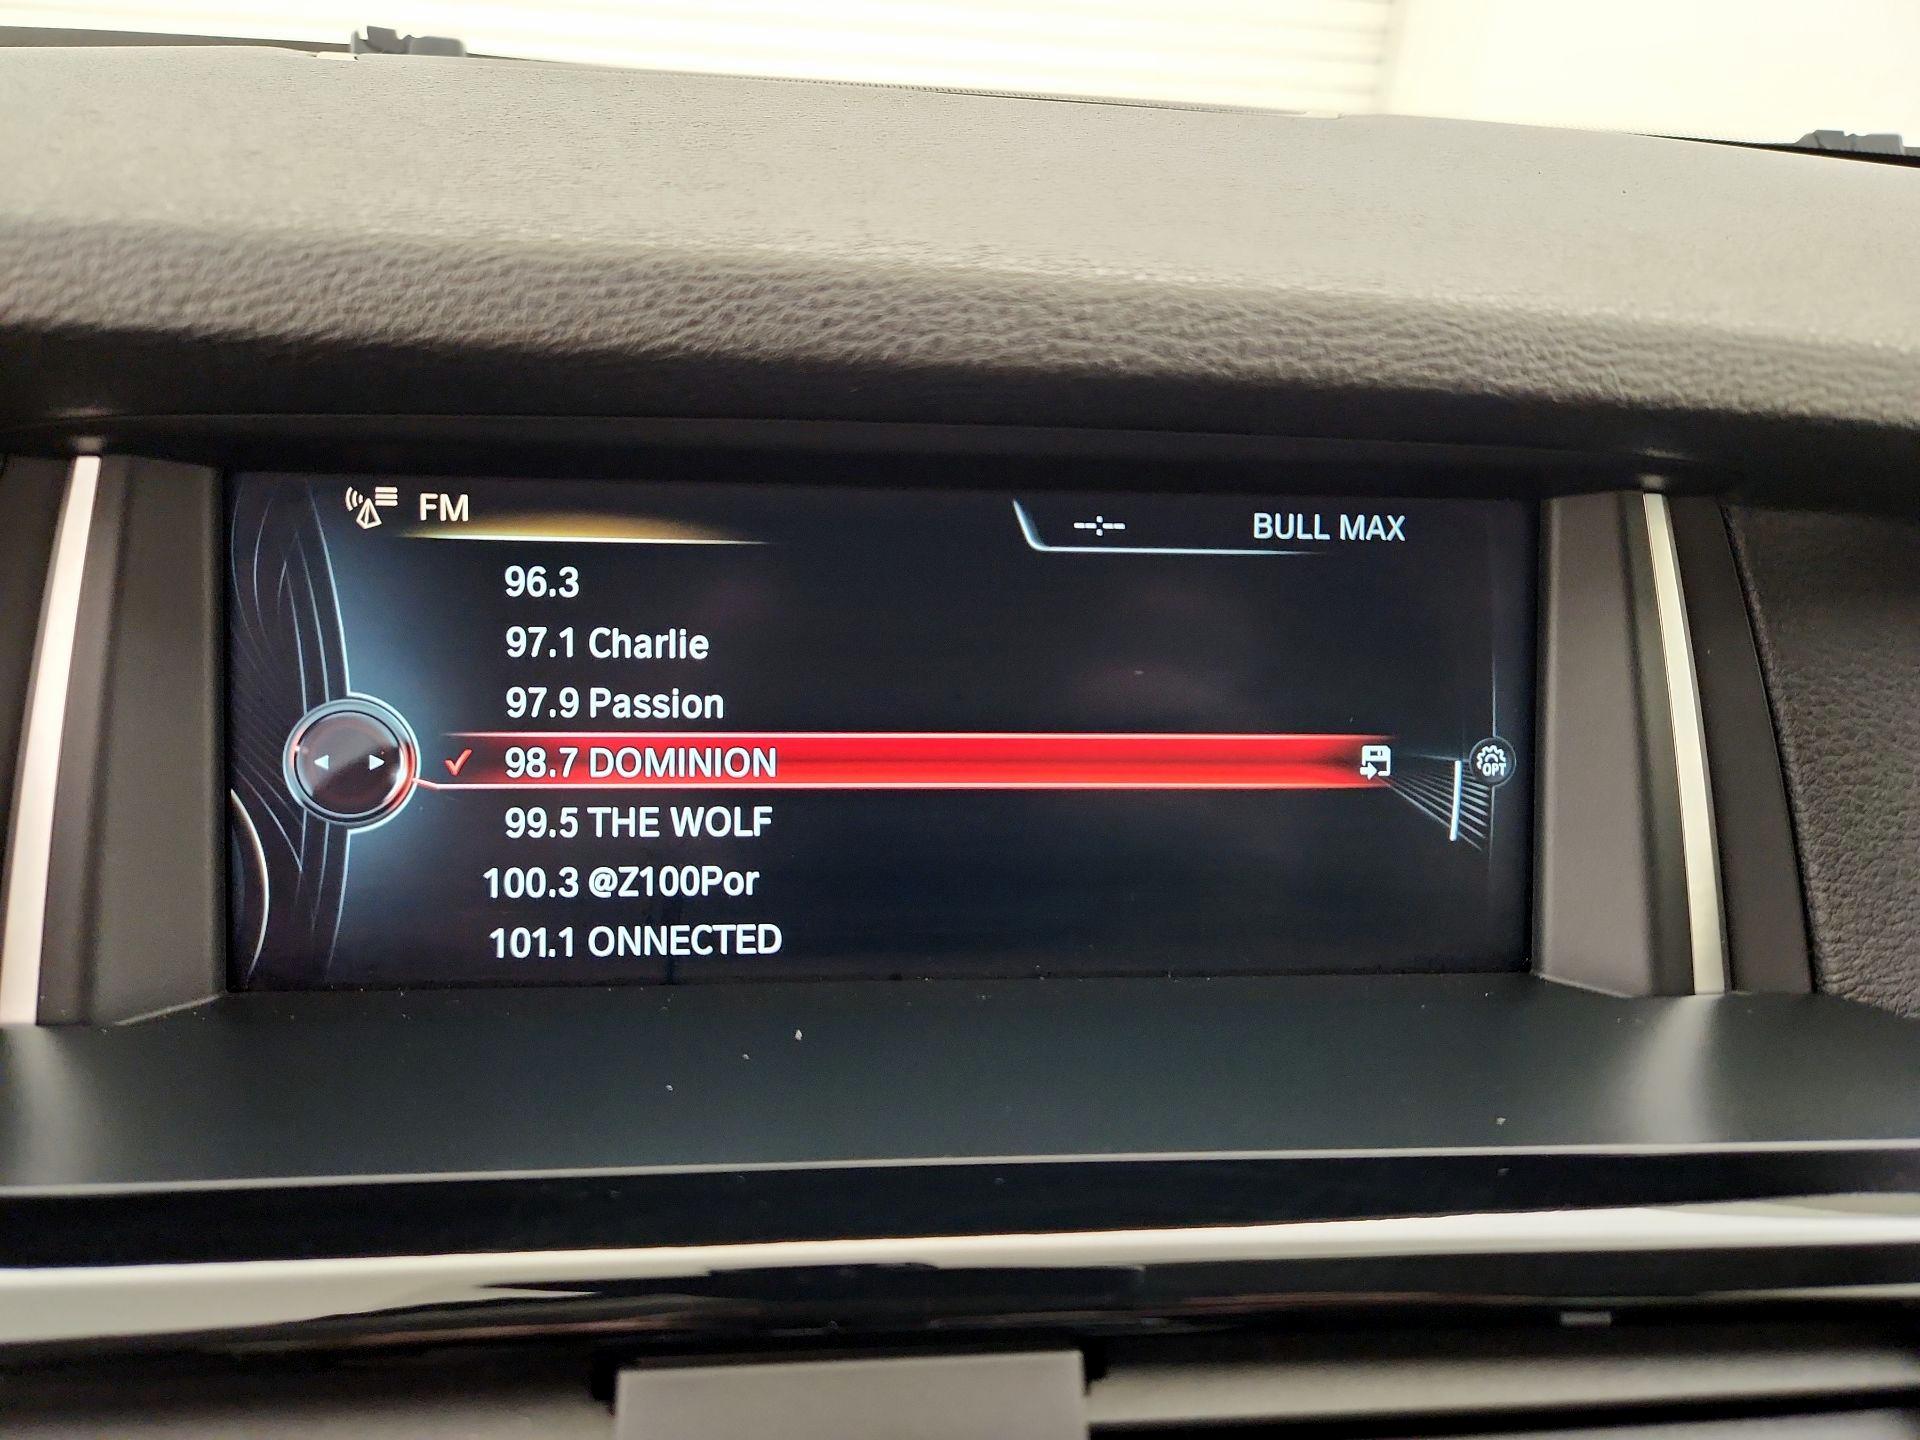 FM
--:-- BULL MAX
96.3
97.1 Charlie
97.9 Passion
98.7 DOMINION
OPT
99.5 THE WOLF
100.3 @Z100Por
101.1 ONNECTED